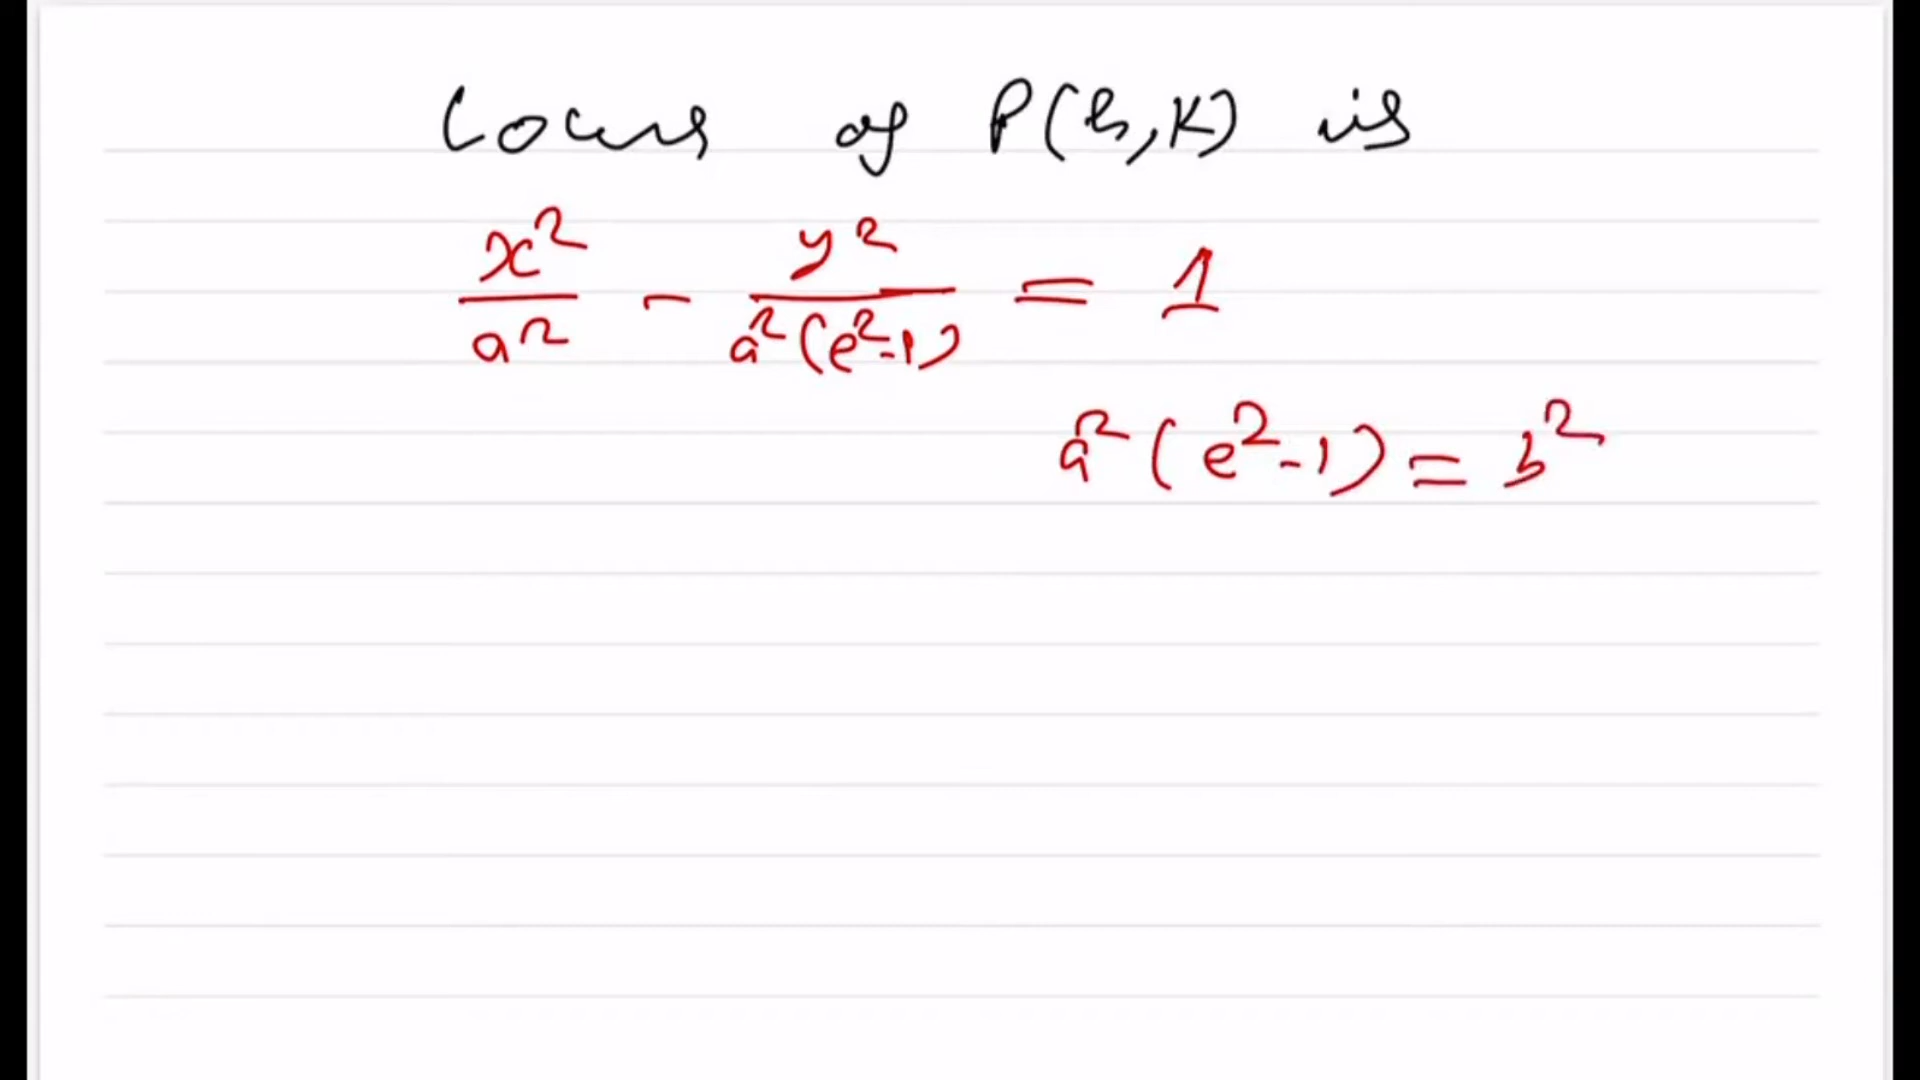 Locus of P(h,K) is
x²/a² - y²/a²(e²-1) = 1
a²(e²-1) = b²